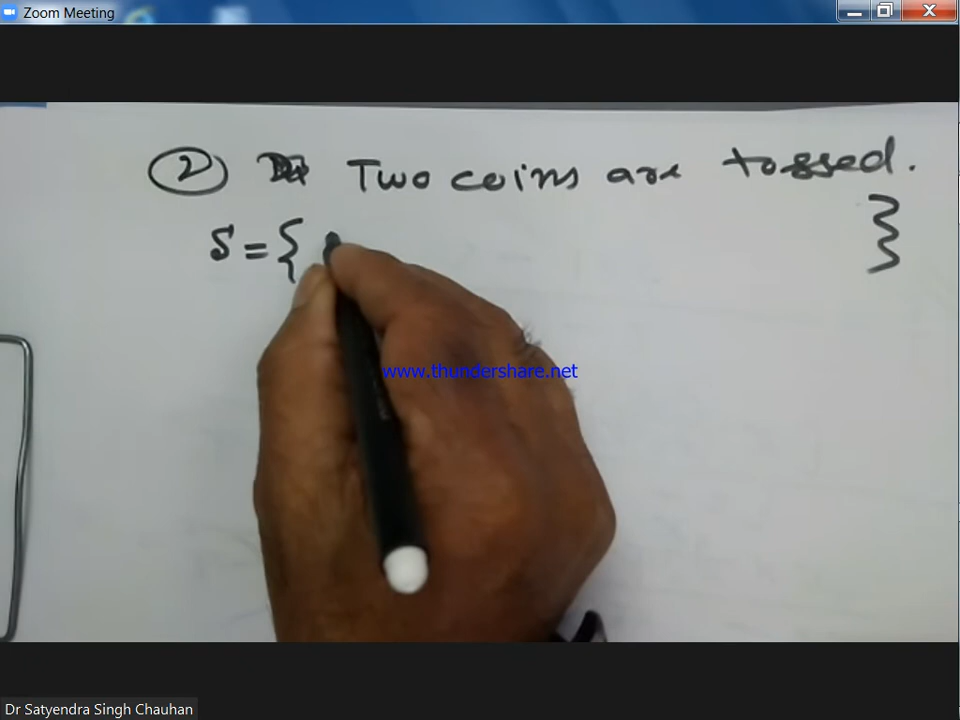 Zoom Meeting
② Two coins are tossed.
S = { }
www.thundershare.net
Dr Satyendra Singh Chauhan